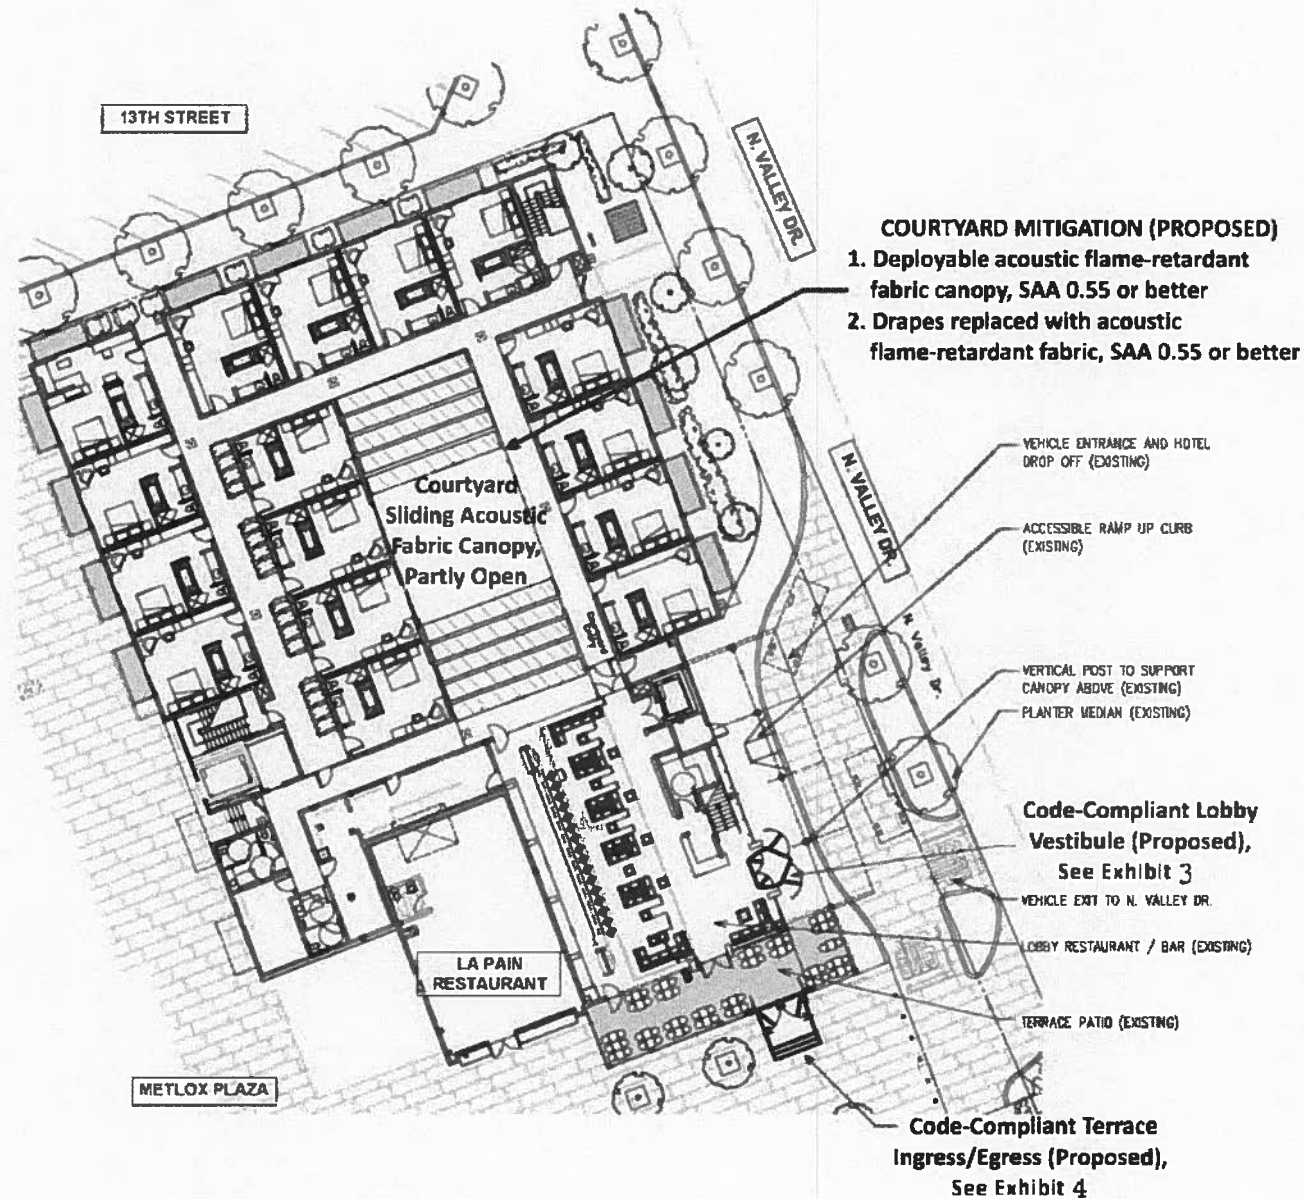 13TH STREET
N. VALLEY DR.
COURTYARD MITIGATION (PROPOSED)
1. Deployable acoustic flame-retardant
fabric canopy, SAA 0.55 or better
2. Drapes replaced with acoustic
flame-retardant fabric, SAA 0.55 or better
VEHICLE ENTRANCE AND HOTEL
DROP OFF (EXISTING)
N. VALLEY DR.
Courtyard
Sliding Acoustic
Fabric Canopy,
Partly Open
ACCESSIBLE RAMP UP CURB
(EXISTING)
N Valley Dr.
VERTICAL POST TO SUPPORT
CANOPY ABOVE (EXISTING)
PLANTER MEDIAN (EXISTING)
Code-Compliant Lobby
Vestibule (Proposed),
See Exhibit 3
VEHICLE EXIT TO N. VALLEY DR.
LOBBY RESTAURANT / BAR (EXISTING)
LA PAIN
RESTAURANT
TERRACE PATIO (EXISTING)
METLOX PLAZA
Code-Compliant Terrace
Ingress/Egress (Proposed),
See Exhibit 4